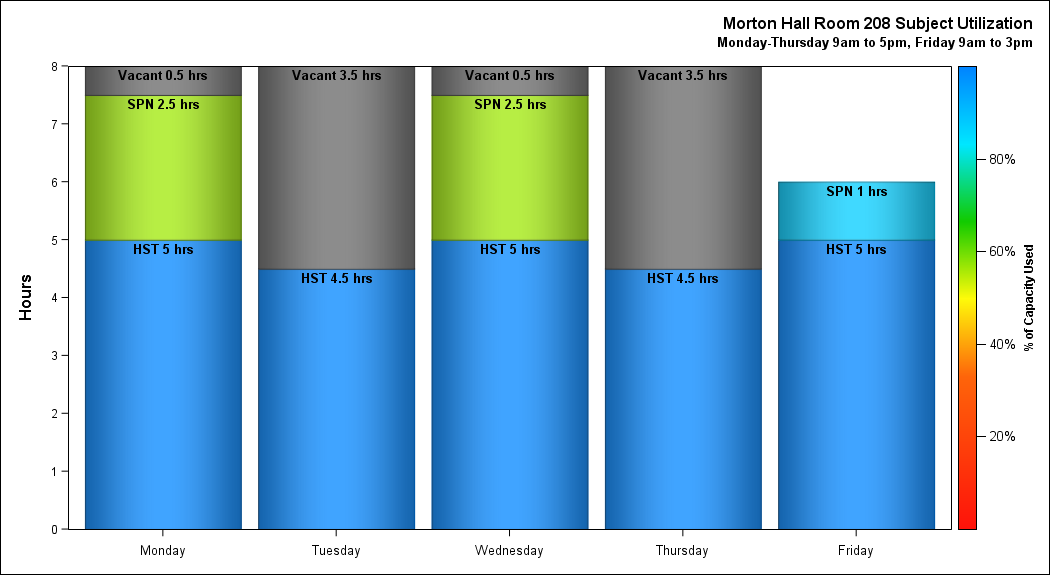 Morton Hall Room 208 Subject Utilization
Monday-Thursday 9am to 5pm, Friday 9am to 3pm
8
7
6
5
4
3
2
1
0
Hours
Vacant 0.5 hrs
SPN 2.5 hrs
HST 5 hrs
Vacant 3.5 hrs
HST 4.5 hrs
Vacant 0.5 hrs
SPN 2.5 hrs
HST 5 hrs
Vacant 3.5 hrs
HST 4.5 hrs
SPN 1 hrs
HST 5 hrs
Monday
Tuesday
Wednesday
Thursday
Friday
80%
60%
40%
20%
% of Capacity Used